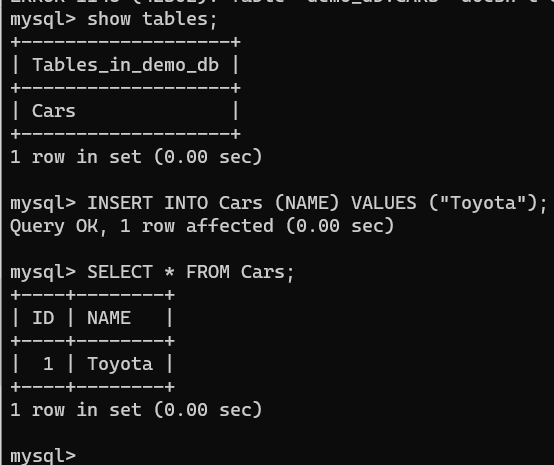 mysql> show tables;
+-------------------+
| Tables_in_demo_db |
+-------------------+
| Cars              |
+-------------------+
1 row in set (0.00 sec)
mysql> INSERT INTO Cars (NAME) VALUES ("Toyota");
Query OK, 1 row affected (0.00 sec)
mysql> SELECT * FROM Cars;
+----+--------+
| ID | NAME   |
+----+--------+
|  1 | Toyota |
+----+--------+
1 row in set (0.00 sec)
mysql>